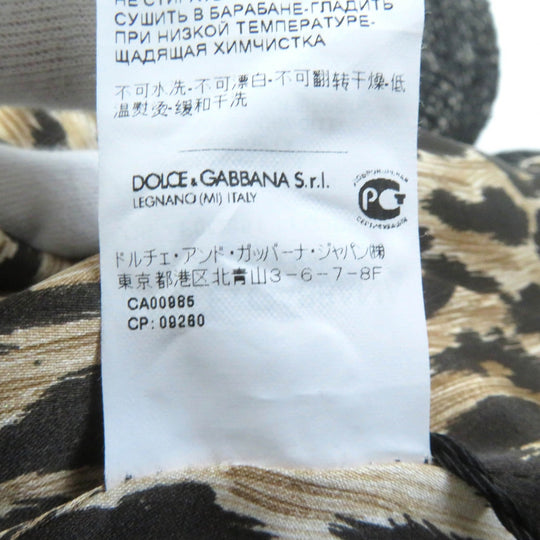 НЕ СТИРАТЬ
СУШИТЬ В БАРАБАНЕ-ГЛАДИТЬ
ПРИ НИЗКОЙ ТЕМПЕРАТУРЕ-
ЩАДЯЩАЯ ХИМЧИСТКА
不可水洗-不可漂白-不可翻转干燥-低
温熨烫-缓和干洗
DOLCE & GABBANA S.r.l.
LEGNANO (MI) ITALY
РСТ
ドルチェ・アンド・ガッバーナ・ジャパン㈱
東京都港区北青山3-6-7-8F
CA00985
CP: 09280